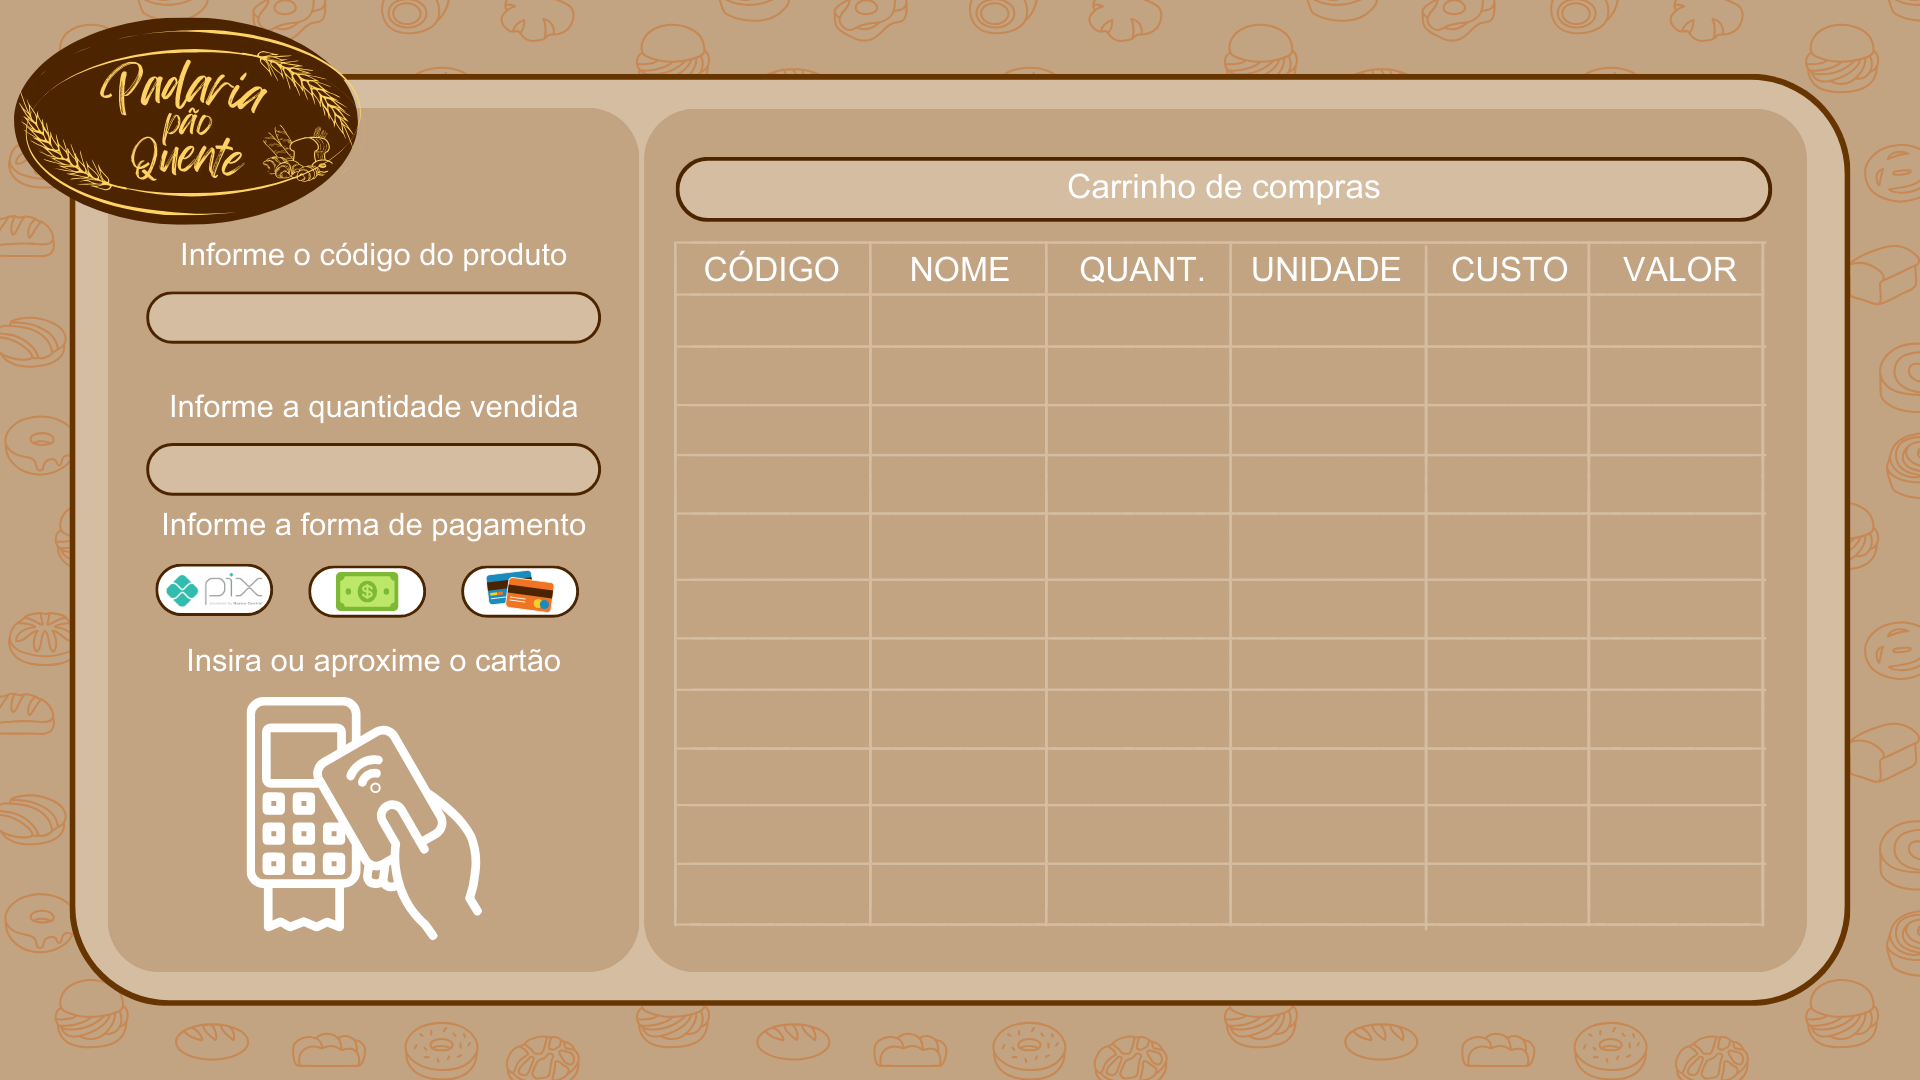 Padaria
pão
Quente
Informe o código do produto
Informe a quantidade vendida
Informe a forma de pagamento
pix
Insira ou aproxime o cartão
Carrinho de compras
CÓDIGO NOME QUANT. UNIDADE CUSTO VALOR